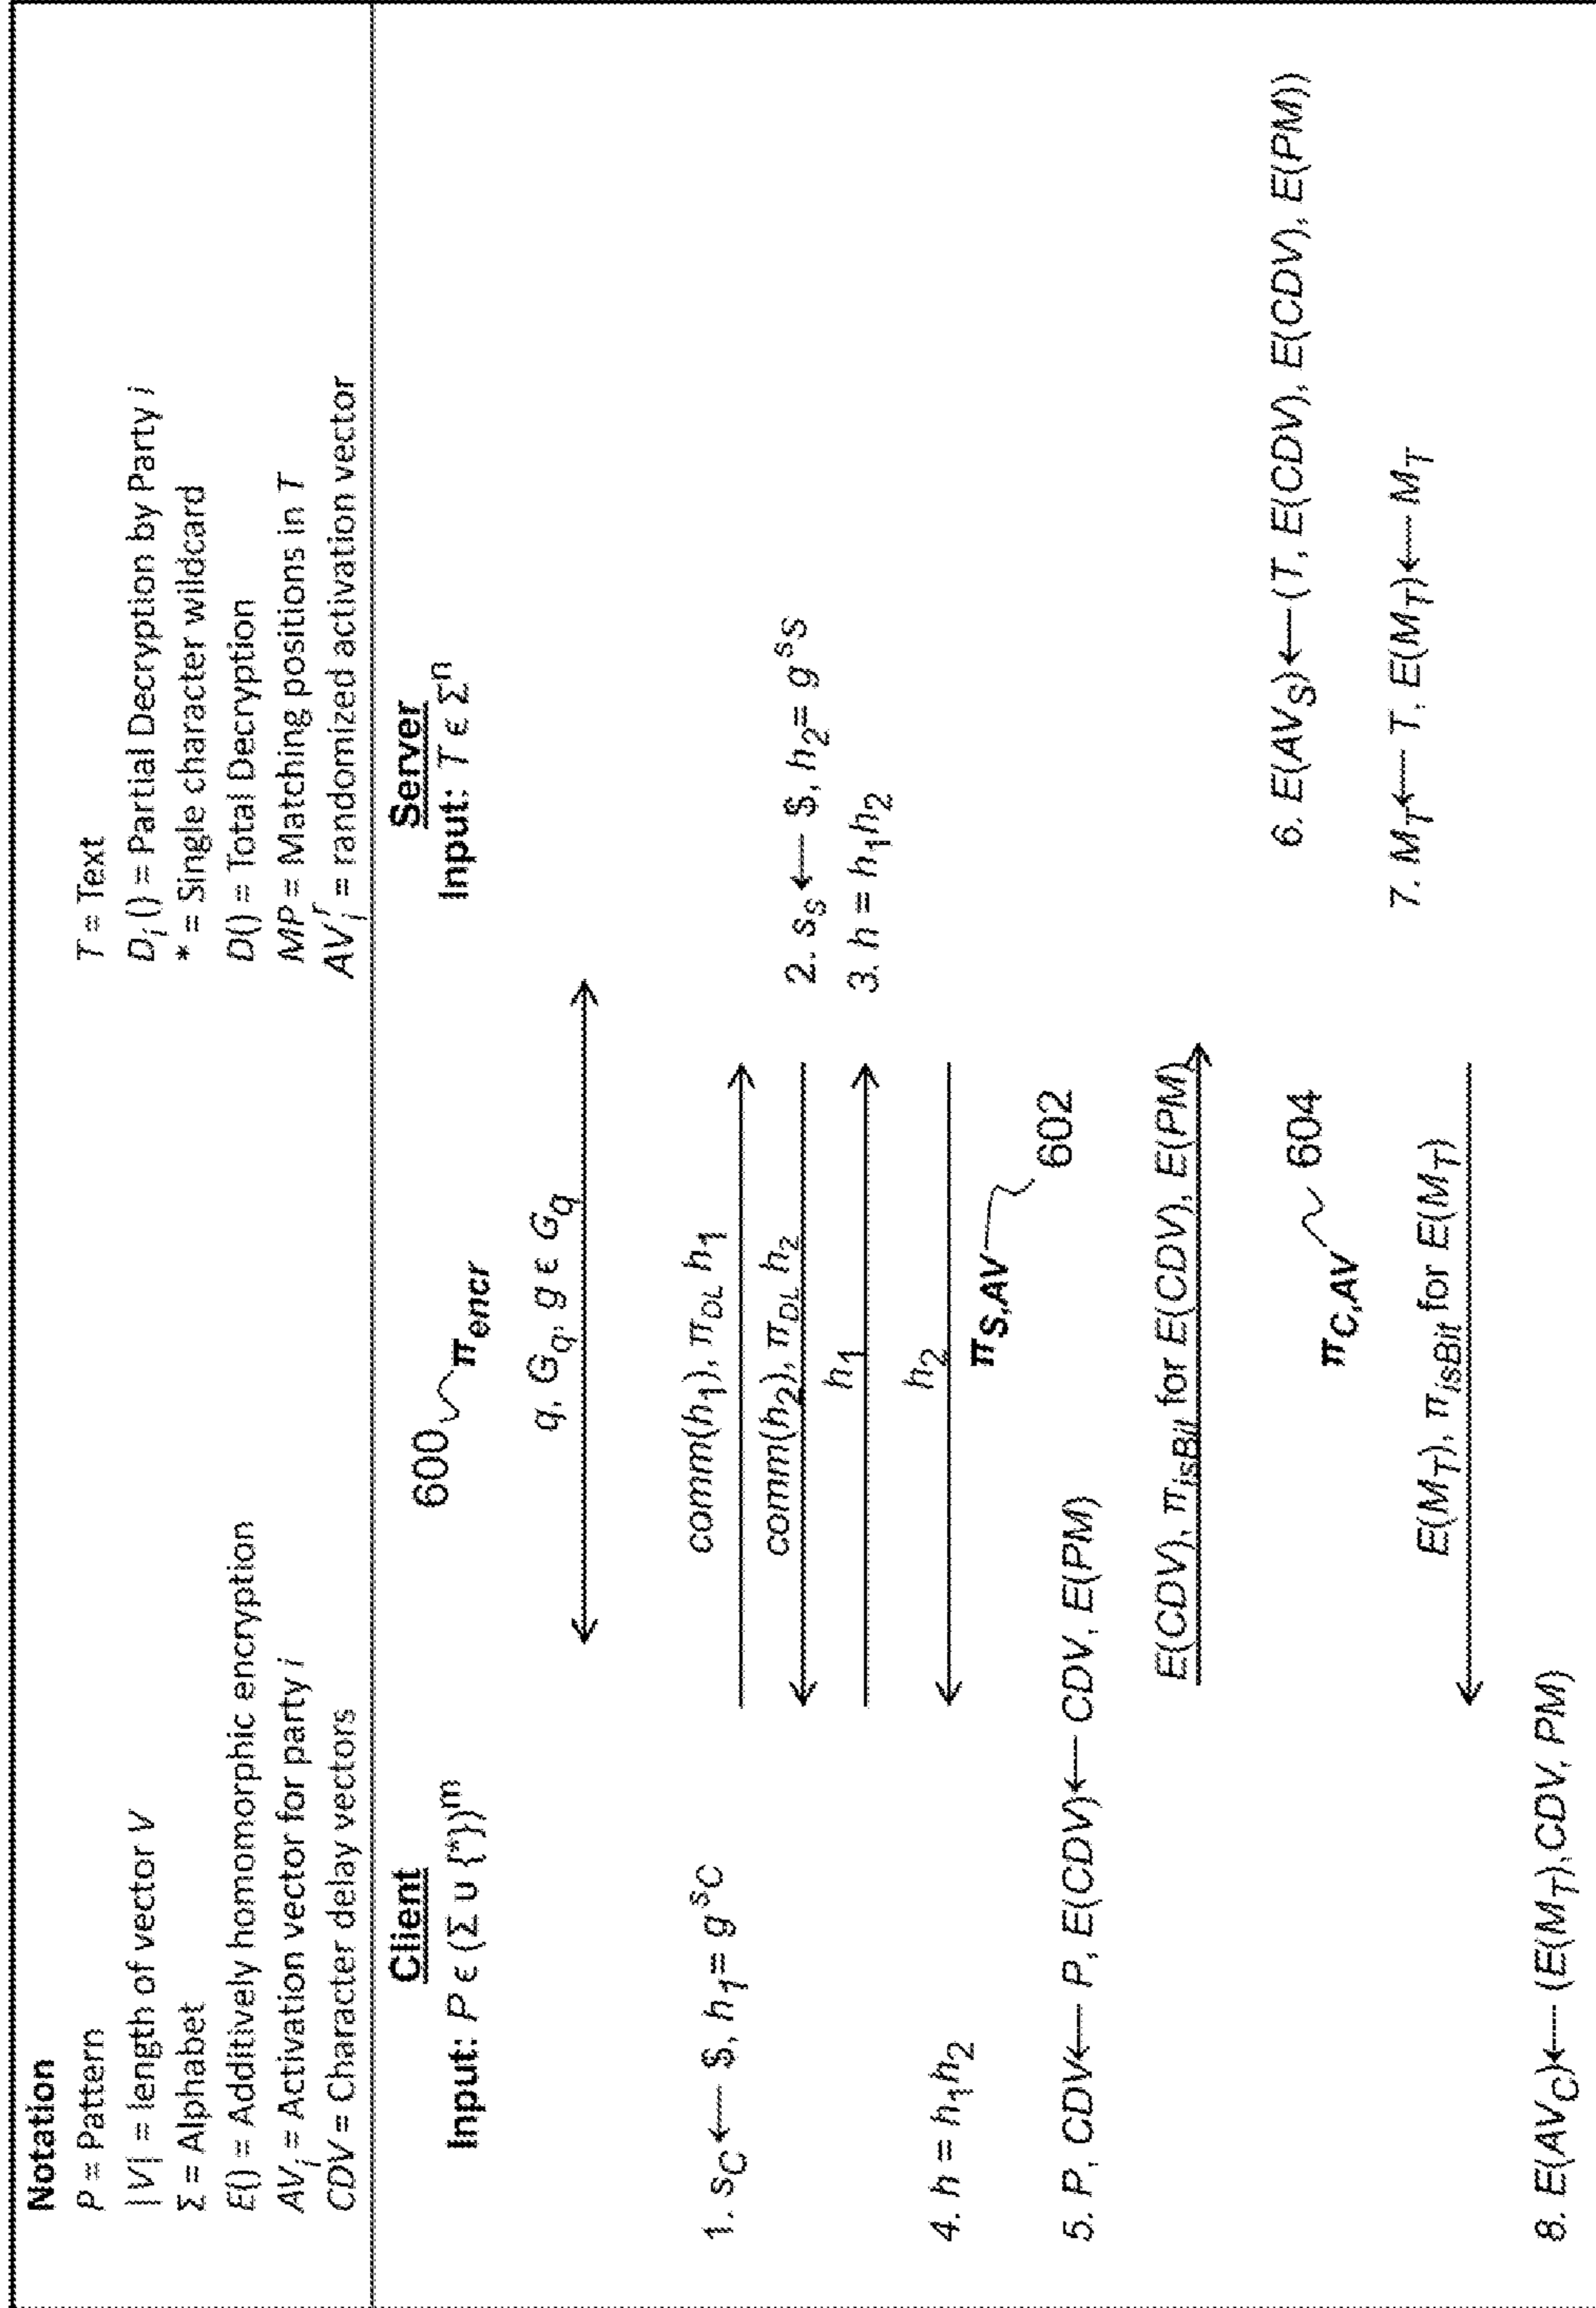 Notation
P = Pattern
|V| = length of vector V
Σ = Alphabet
E() = Additively homomorphic encryption
AV_i = Activation vector for party i
CDV = Character delay vectors
T = Text
D_i () = Partial Decryption by Party i
* = Single character wildcard
D() = Total Decryption
MP = Matching positions in T
AV_i^r = randomized activation vector
Client
Input: P ϵ (Σ ∪ {*})^m
Server
Input: T ϵ Σ^n
600 π_encr
q, G_q, g ϵ G_q
1. s_C ← $, h_1 = g^s_C
comm(h_1), π_DL h_1
comm(h_2), π_DL h_2
2. s_S ← $, h_2 = g^s_S
h_1
3. h = h_1h_2
h_2
4. h = h_1h_2
π_S,AV 602
5. P, CDV ← P, E(CDV) ← CDV, E(PM)
E(CDV), π_isBit for E(CDV), E(PM)
6. E(AV_S) ← (T, E(CDV), E(CDV), E(PM))
π_C,AV 604
7. M_T ← T, E(M_T) ← M_T
E(M_T), π_isBit for E(M_T)
8. E(AV_C) ← (E(M_T),CDV, PM)